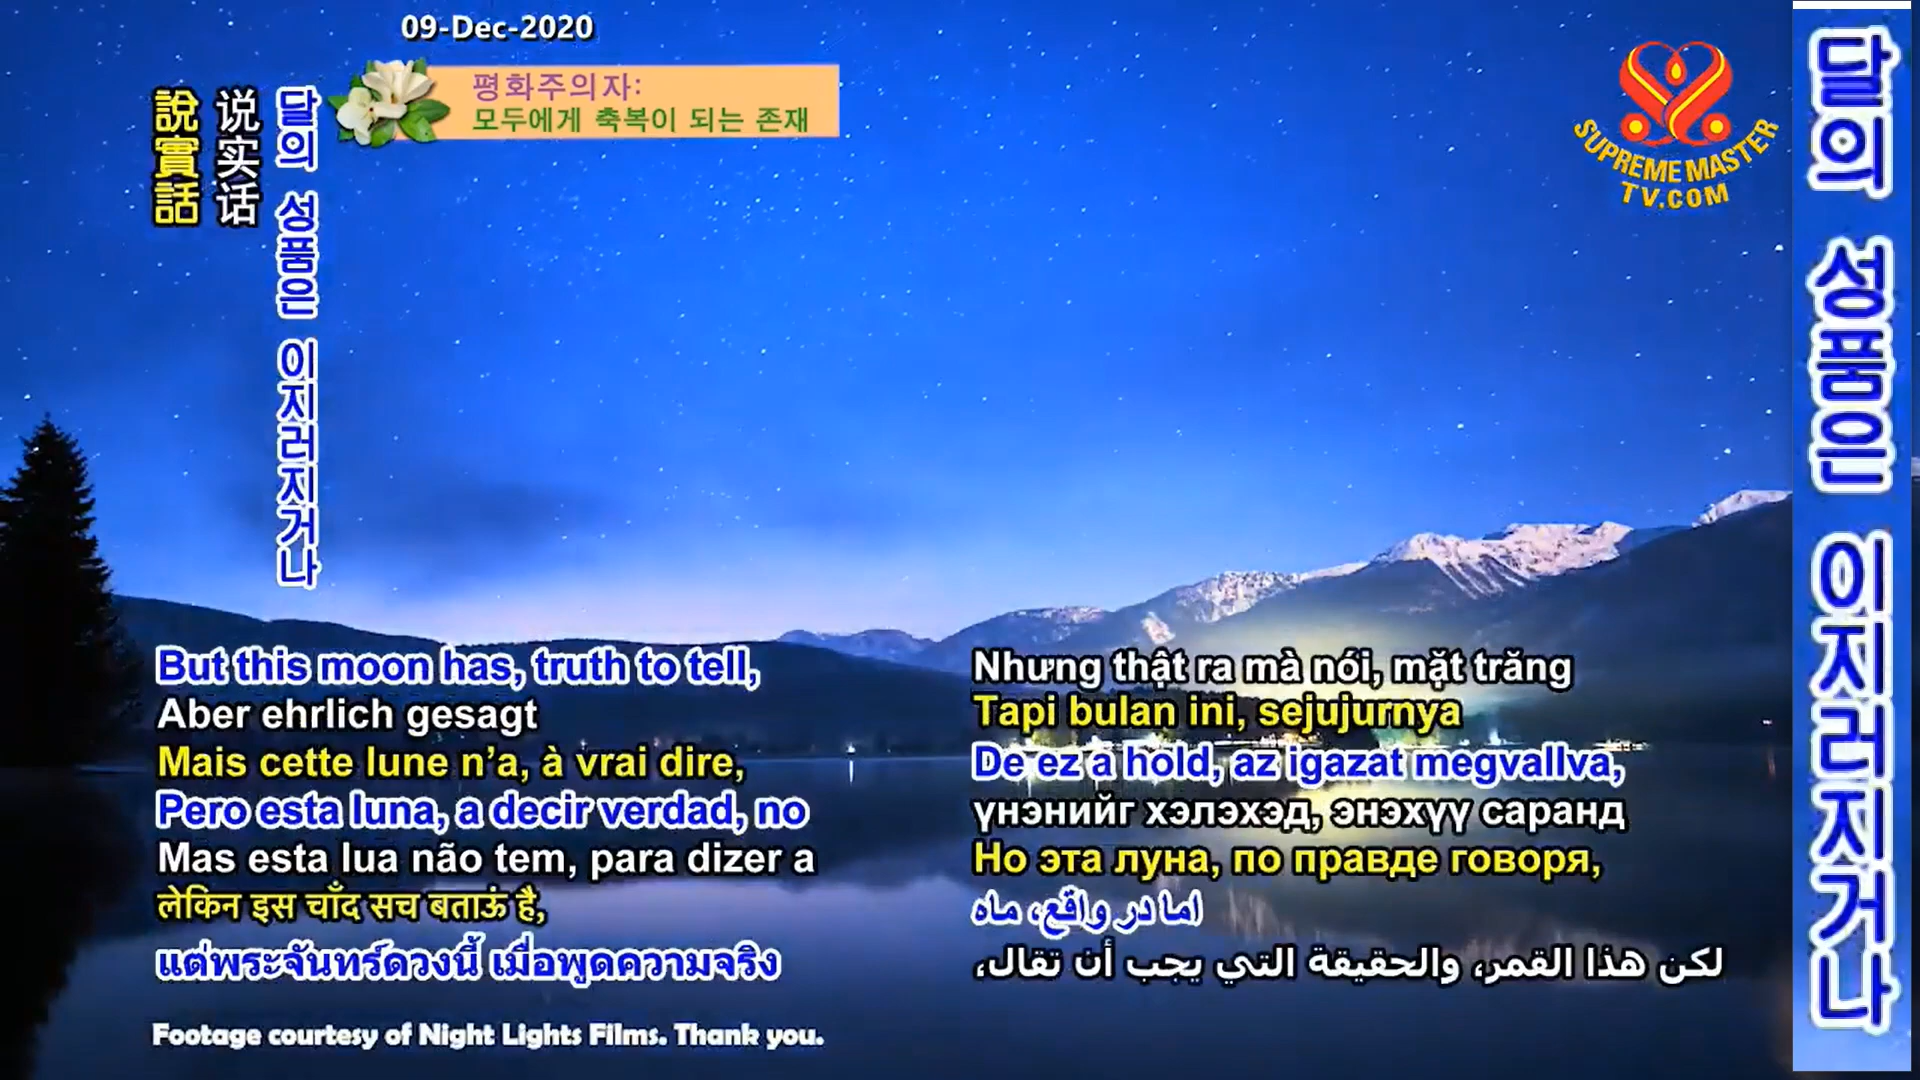 09-Dec-2020
평화주의자:
모두에게 축복이 되는 존재
說實話
说实话
달의 성품은 이지러지거나
SUPREME MASTER
TV.COM
달의 성품은 이지러지거나
But this moon has, truth to tell,
Aber ehrlich gesagt
Mais cette lune n’a, à vrai dire,
Pero esta luna, a decir verdad, no
Mas esta lua não tem, para dizer a
लेकिन इस चाँद सच बताऊं है,
แต่พระจันทร์ดวงนี้ เมื่อพูดความจริง
Nhưng thật ra mà nói, mặt trăng
Tapi bulan ini, sejujurnya
De ez a hold, az igazat megvallva,
үнэнийг хэлэхэд, энэхүү саранд
Но эта луна, по правде говоря,
اما در واقع، ماه
لكن هذا القمر، والحقيقة التي يجب أن تقال،
Footage courtesy of Night Lights Films. Thank you.